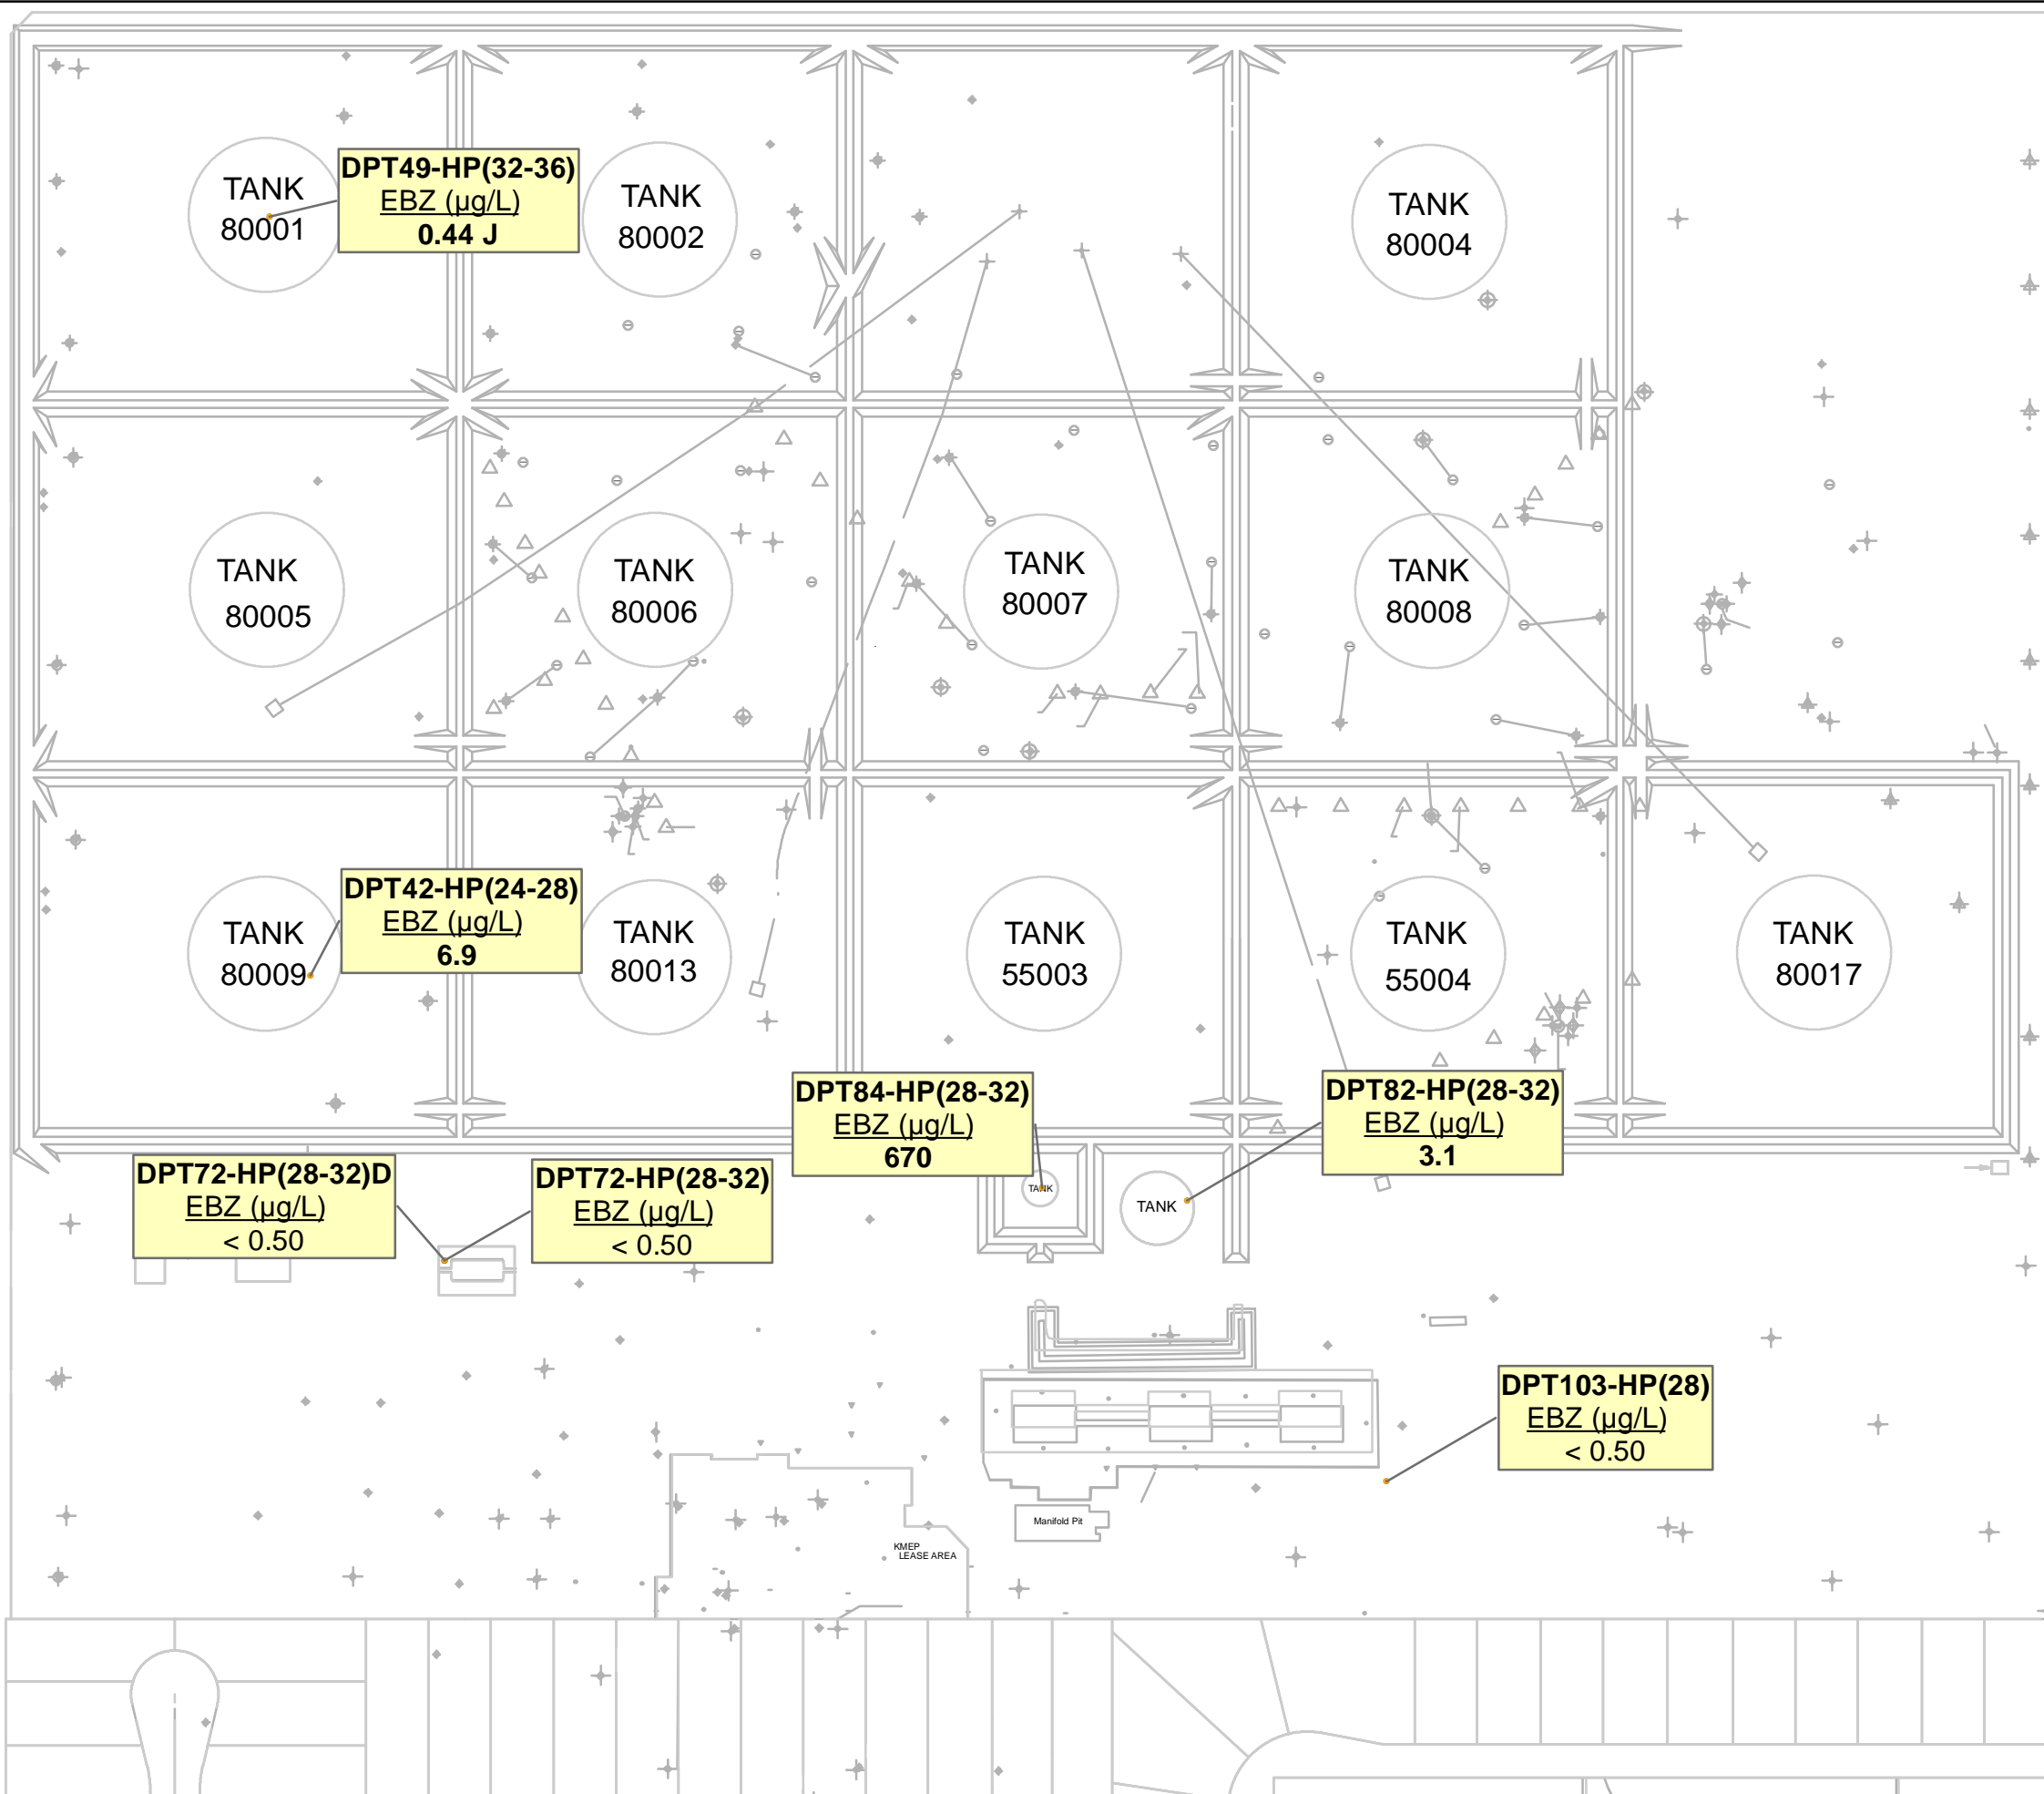 TANK
80001
DPT49-HP(32-36)
EBZ (µg/L)
0.44 J
TANK
80002
TANK
80004
TANK
80005
TANK
80006
TANK
80007
TANK
80008
TANK
80009
DPT42-HP(24-28)
EBZ (µg/L)
6.9
TANK
80013
TANK
55003
TANK
55004
TANK
80017
DPT84-HP(28-32)
EBZ (µg/L)
670
DPT82-HP(28-32)
EBZ (µg/L)
3.1
DPT72-HP(28-32)D
EBZ (µg/L)
< 0.50
DPT72-HP(28-32)
EBZ (µg/L)
< 0.50
TANK
TANK
DPT103-HP(28)
EBZ (µg/L)
< 0.50
Manifold Pit
KMEP
LEASE AREA